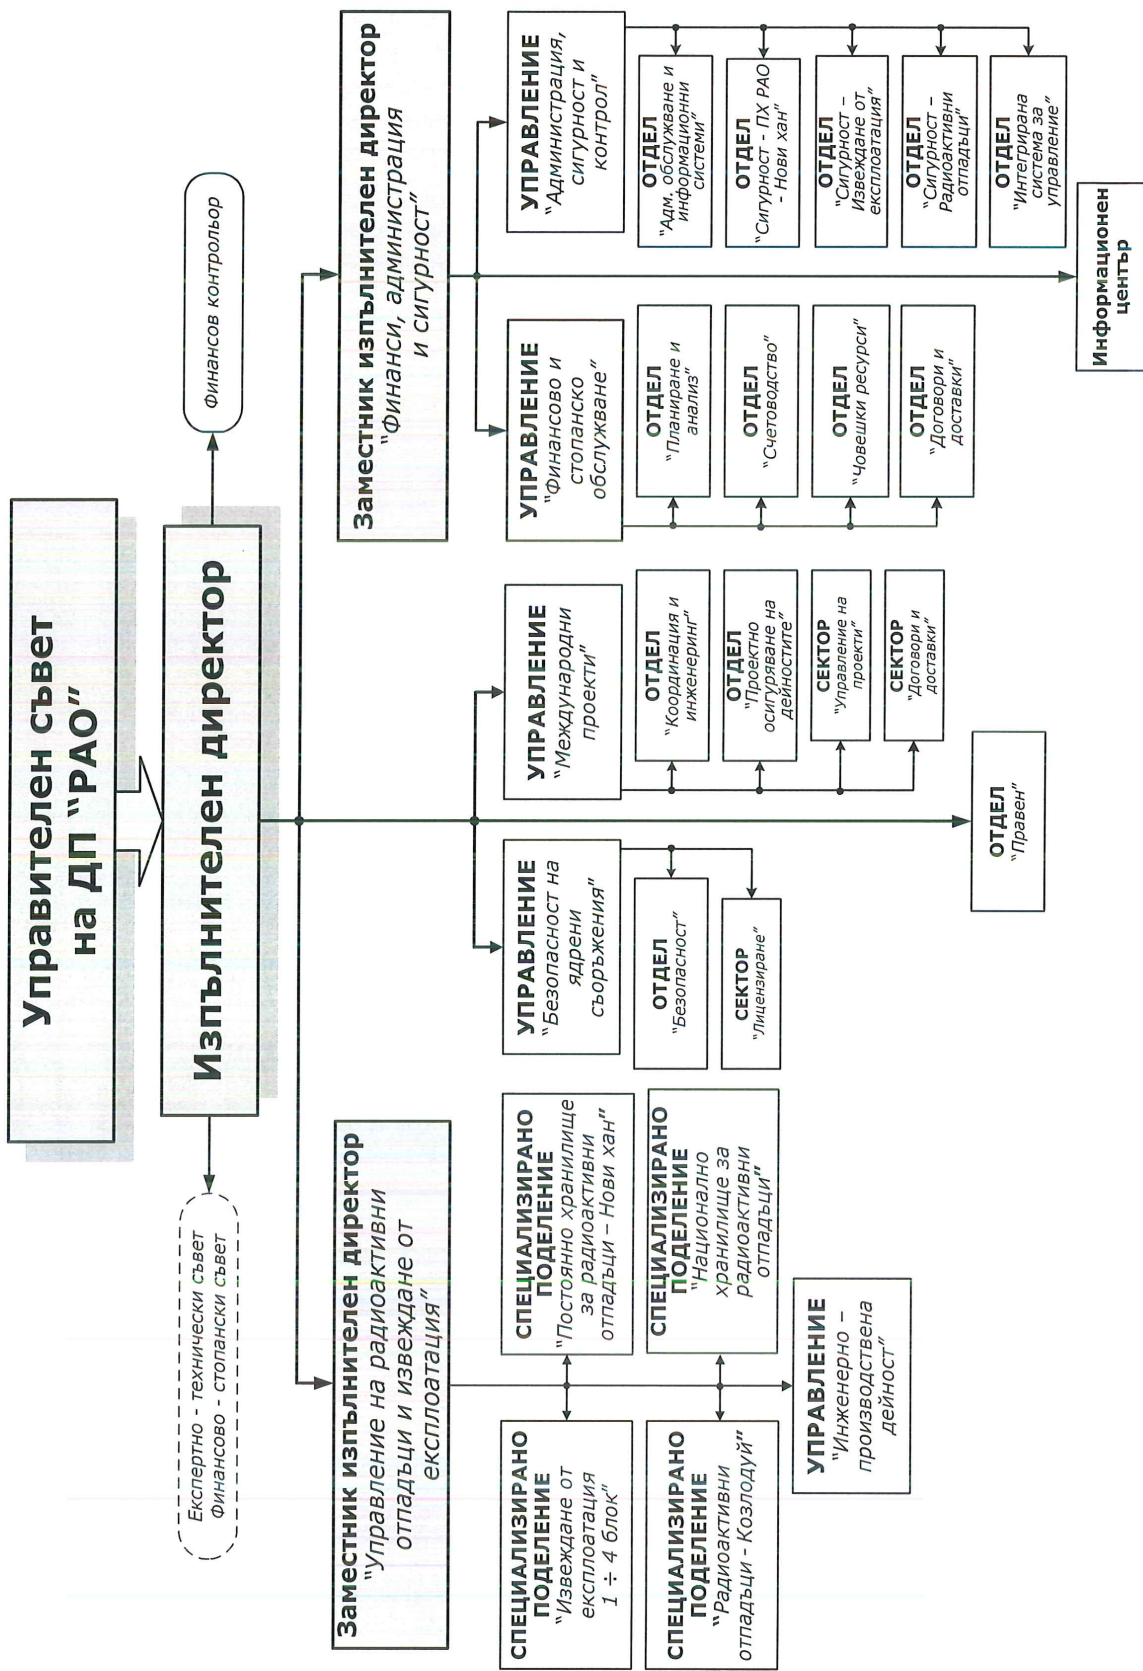 Управителен съвет
на ДП “РАО”
Изпълнителен директор
Експертно - технически съвет
Финансово - стопански съвет
Финансов контрольор
Заместник изпълнителен директор
“Управление на радиоактивни
отпадъци и извеждане от
експлоатация”
СПЕЦИАЛИЗИРАНО
ПОДЕЛЕНИЕ
“Извеждане от
експлоатация
1 ÷ 4 блок”
СПЕЦИАЛИЗИРАНО
ПОДЕЛЕНИЕ
“Постоянно хранилище
за радиоактивни
отпадъци – Нови хан”
СПЕЦИАЛИЗИРАНО
ПОДЕЛЕНИЕ
“Радиоактивни
отпадъци - Козлодуй”
СПЕЦИАЛИЗИРАНО
ПОДЕЛЕНИЕ
“Национално
хранилище за
радиоактивни
отпадъци”
УПРАВЛЕНИЕ
“Инженерно –
производствена
дейност”
УПРАВЛЕНИЕ
“Безопасност на
ядрени
съоръжения”
ОТДЕЛ
“Безопасност”
СЕКТОР
“Лицензиране”
УПРАВЛЕНИЕ
“Международни
проекти”
ОТДЕЛ
“Координация и
инженеринг”
ОТДЕЛ
“Проектно
осигуряване на
дейностите”
СЕКТОР
“Управление на
проекти”
СЕКТОР
“Договори и
доставки”
ОТДЕЛ
“Правен”
Заместник изпълнителен директор
“Финанси, администрация
и сигурност”
УПРАВЛЕНИЕ
“Финансово и
стопанско
обслужване”
ОТДЕЛ
“Планиране и
анализ”
ОТДЕЛ
“Счетоводство”
ОТДЕЛ
“Човешки ресурси”
ОТДЕЛ
“Договори и
доставки”
УПРАВЛЕНИЕ
“Администрация,
сигурност и
контрол”
ОТДЕЛ
“Адм. обслужване и
информационни
системи”
ОТДЕЛ
“Сигурност - ПХ РАО
- Нови хан”
ОТДЕЛ
“Сигурност –
Извеждане от
експлоатация”
ОТДЕЛ
“Сигурност –
Радиоактивни
отпадъци”
ОТДЕЛ
“Интегрирана
система за
управление”
Информационен
център